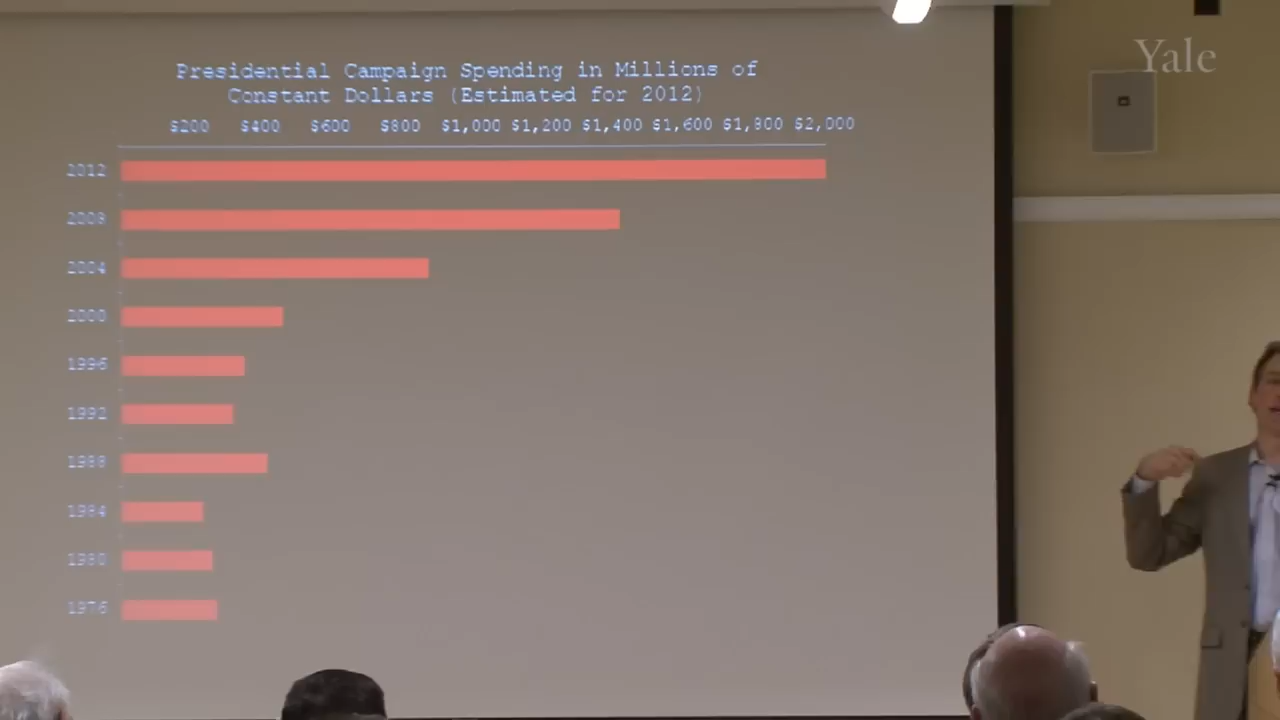 Yale
Presidential Campaign Spending in Millions of
Constant Dollars (Estimated for 2012)
$200 $400 $600 $800 $1,000 $1,200 $1,400 $1,600 $1,800 $2,000
2012
2008
2004
2000
1996
1992
1988
1984
1980
1976